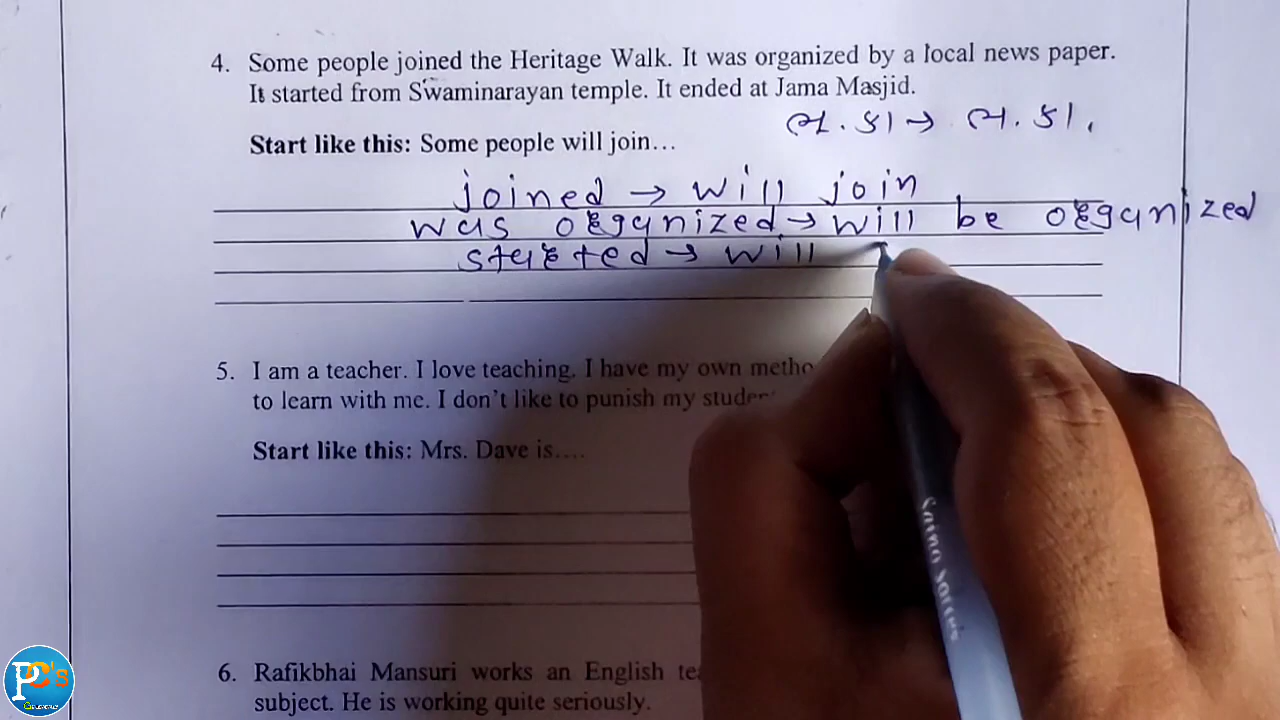 4. Some people joined the Heritage Walk. It was organized by a local news paper.
It started from Swaminarayan temple. It ended at Jama Masjid.
ભૂ.કા → ભ.કા.
Start like this: Some people will join…
joined → will join
was organized → will be organized
started → will
5. I am a teacher. I love teaching. I have my own metho
to learn with me. I don't like to punish my student
Start like this: Mrs. Dave is….
6. Rafikbhai Mansuri works an English te
subject. He is working quite seriously.
PC's